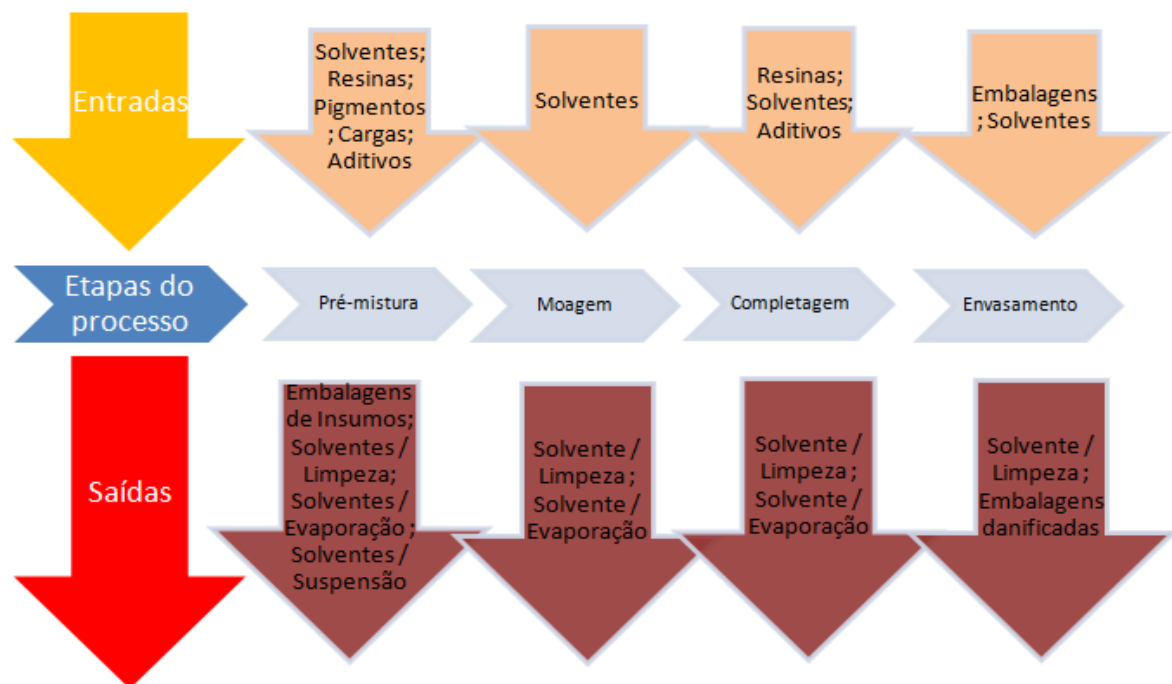 Entradas
Solventes;
Resinas;
Pigmentos
; Cargas;
Aditivos
Solventes
Resinas;
Solventes;
Aditivos
Embalagens
; Solventes
Etapas do
processo
Pré-mistura
Moagem
Completagem
Envasamento
Saídas
Embalagens
de Insumos;
Solventes /
Limpeza;
Solventes /
Evaporação ;
Solventes /
Suspensão
Solvente /
Limpeza ;
Solvente /
Evaporação
Solvente /
Limpeza ;
Solvente /
Evaporação
Solvente /
Limpeza ;
Embalagens
danificadas